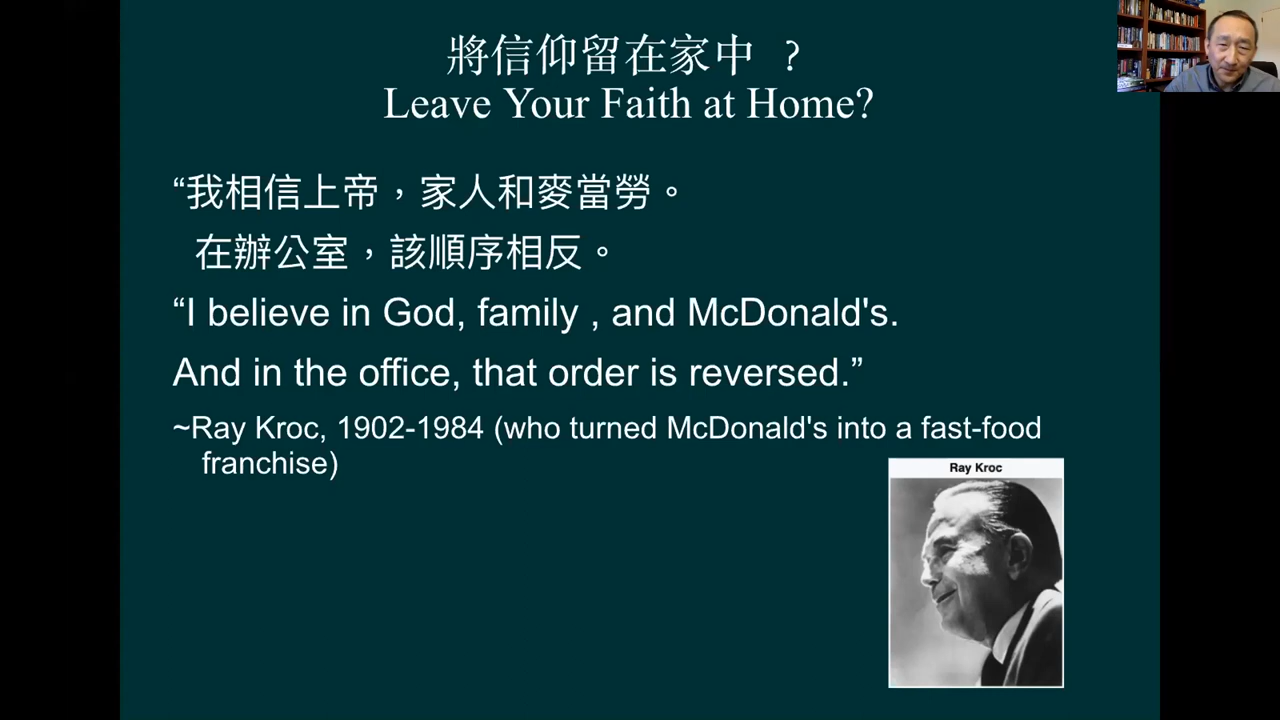 將信仰留在家中 ?
Leave Your Faith at Home?
“我相信上帝，家人和麥當勞。
在辦公室，該順序相反。
“I believe in God, family , and McDonald's.
And in the office, that order is reversed.”
~Ray Kroc, 1902-1984 (who turned McDonald's into a fast-food
franchise)
Ray Kroc